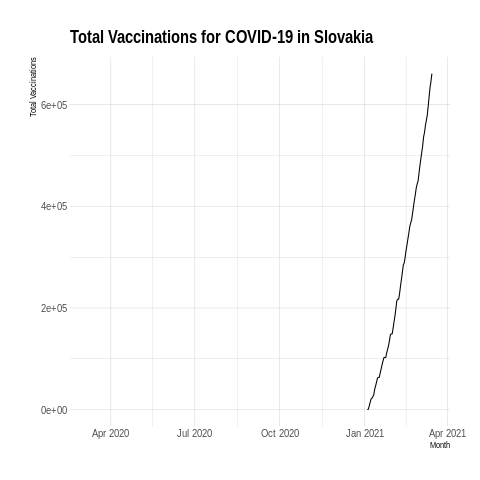 Total Vaccinations for COVID-19 in Slovakia
Total Vaccinations
6e+05
4e+05
2e+05
0e+00
Apr 2020 Jul 2020 Oct 2020 Jan 2021 Apr 2021
Month